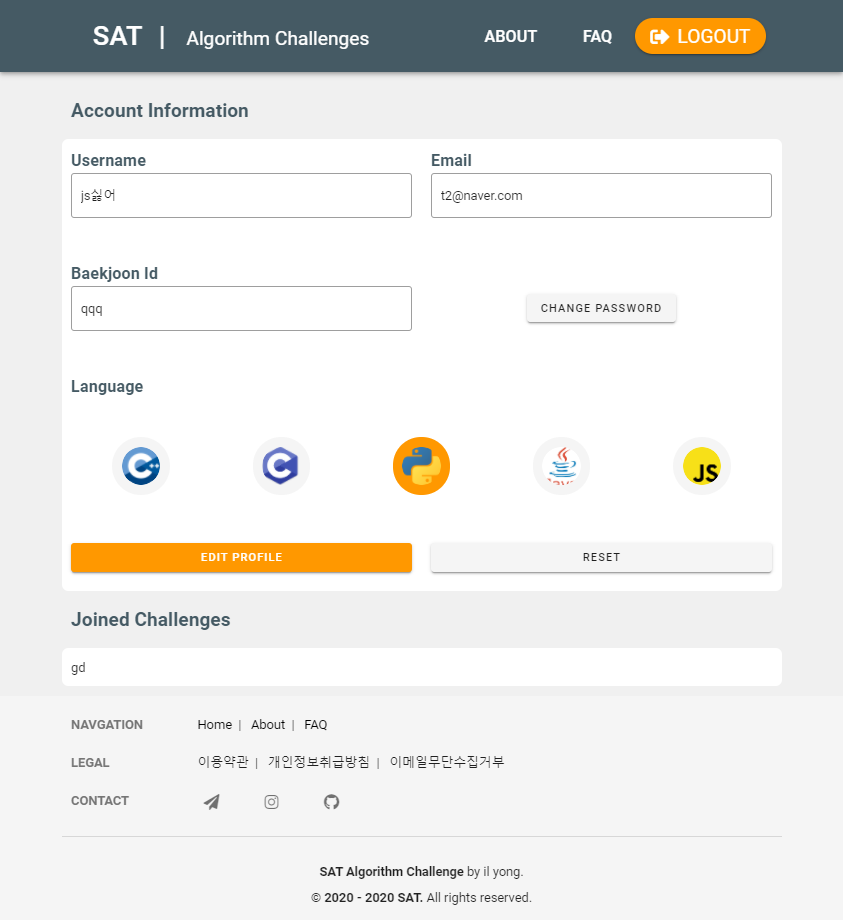 SAT | Algorithm Challenges ABOUT FAQ LOGOUT
Account Information
Username Email
js싫어 t2@naver.com
Baekjoon Id
qqq CHANGE PASSWORD
Language
JS
EDIT PROFILE RESET
Joined Challenges
gd
NAVGATION Home | About | FAQ
LEGAL 이용약관 | 개인정보취급방침 | 이메일무단수집거부
CONTACT
SAT Algorithm Challenge by il yong.
© 2020 - 2020 SAT. All rights reserved.